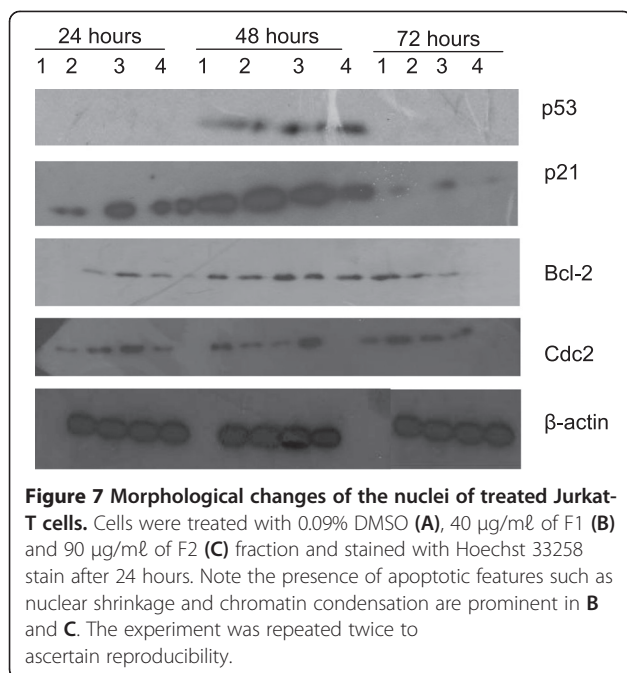 24 hours 48 hours 72 hours
1 2 3 4 1 2 3 4 1 2 3 4
p53
p21
Bcl-2
Cdc2
β-actin
Figure 7 Morphological changes of the nuclei of treated Jurkat-
T cells. Cells were treated with 0.09% DMSO (A), 40 μg/mℓ of F1 (B)
and 90 μg/mℓ of F2 (C) fraction and stained with Hoechst 33258
stain after 24 hours. Note the presence of apoptotic features such as
nuclear shrinkage and chromatin condensation are prominent in B
and C. The experiment was repeated twice to
ascertain reproducibility.